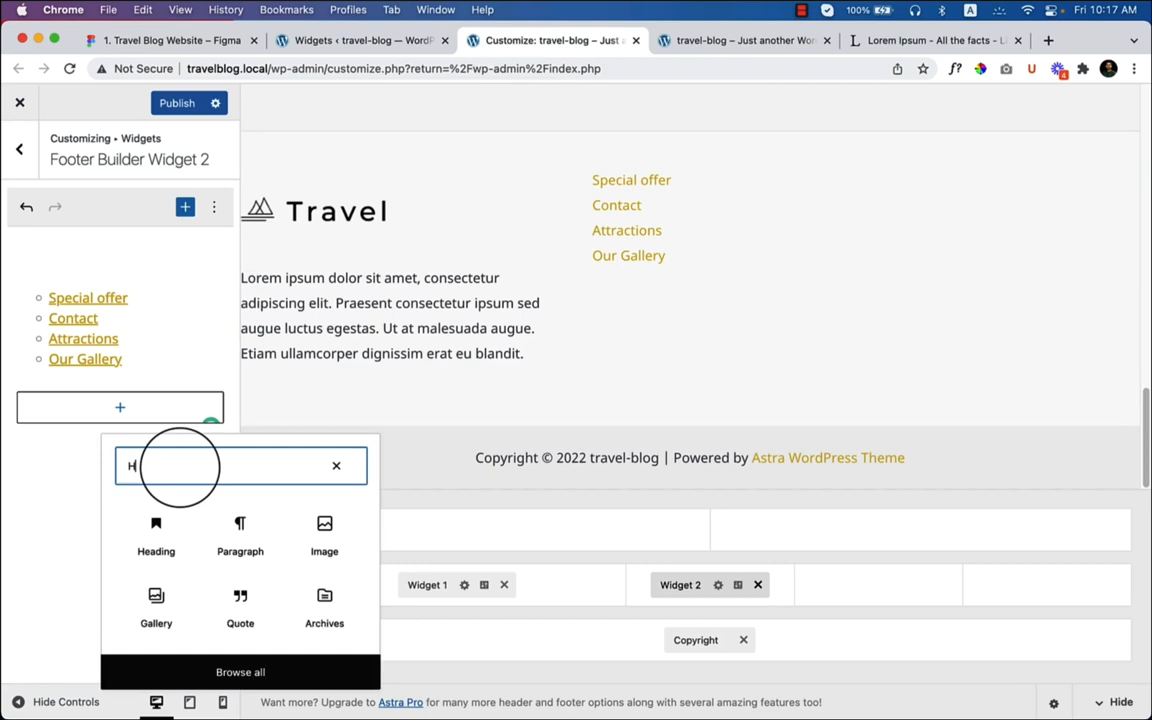 Chrome File Edit View History Bookmarks Profiles Tab Window Help 100% A Fri 10:17 AM
1. Travel Blog Website – Figma
Widgets ‹ travel-blog — WordP
Customize: travel-blog – Just a
travel-blog – Just another Wor
Lorem Ipsum - All the facts - Li
Not Secure travelblog.local/wp-admin/customize.php?return=%2Fwp-admin%2Findex.php
f? U 4
Publish
Customizing • Widgets
Footer Builder Widget 2
Special offer
Contact
Attractions
Our Gallery
H
Heading Paragraph Image
Gallery Quote Archives
Browse all
Hide Controls
Travel
Lorem ipsum dolor sit amet, consectetur
adipiscing elit. Praesent consectetur ipsum sed
augue luctus egestas. Ut at malesuada augue.
Etiam ullamcorper dignissim erat eu blandit.
Special offer
Contact
Attractions
Our Gallery
Copyright © 2022 travel-blog | Powered by Astra WordPress Theme
Widget 1 Widget 2
Copyright
Want more? Upgrade to Astra Pro for many more header and footer options along with several amazing features too!
Hide